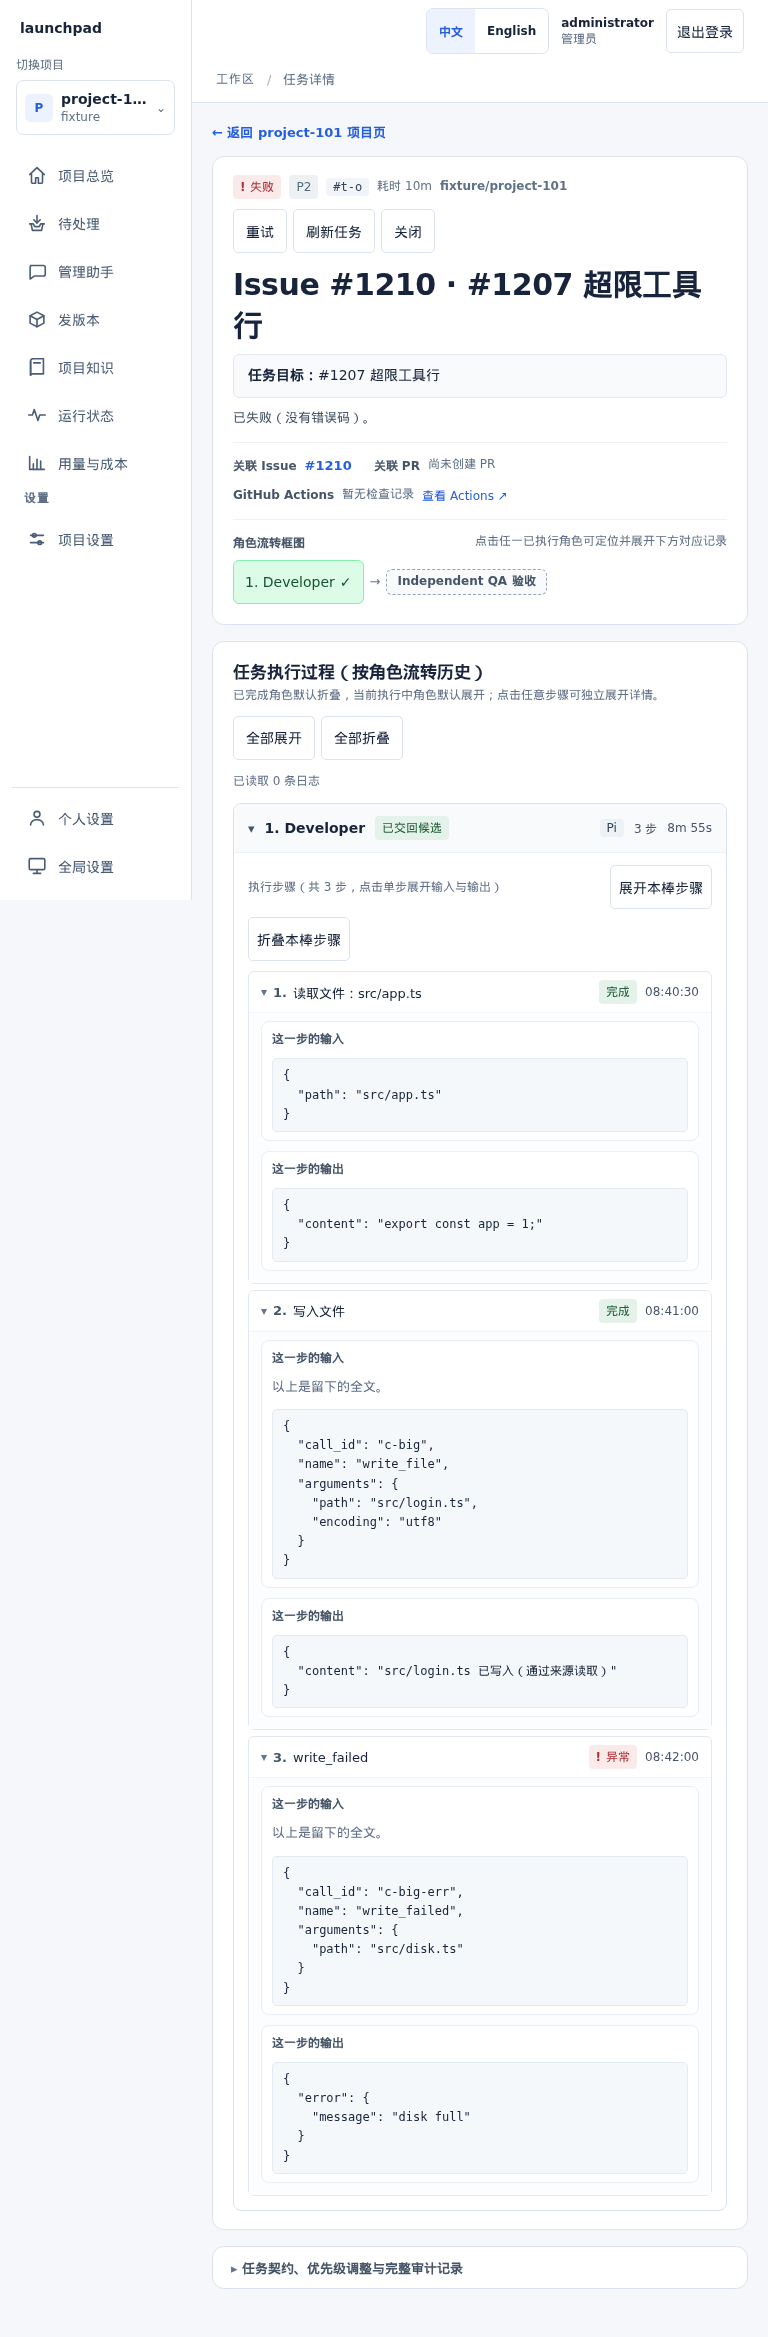 launchpad
切换项目
P
project-1…
fixture
项目总览
待处理
管理助手
发版本
项目知识
运行状态
用量与成本
设置
项目设置
个人设置
全局设置
中文 English
administrator
管理员
退出登录
工作区 / 任务详情
← 返回 project-101 项目页
! 失败 P2 #t-o 耗时 10m fixture/project-101
重试 刷新任务 关闭
Issue #1210 · #1207 超限工具
行
任务目标：#1207 超限工具行
已失败（没有错误码）。
关联 Issue #1210 关联 PR 尚未创建 PR
GitHub Actions 暂无检查记录 查看 Actions ↗
角色流转框图 点击任一已执行角色可定位并展开下方对应记录
1. Developer ✓ → Independent QA 验收
任务执行过程（按角色流转历史）
已完成角色默认折叠，当前执行中角色默认展开；点击任意步骤可独立展开详情。
全部展开 全部折叠
已读取 0 条日志
▾ 1. Developer 已交回候选 Pi 3 步 8m 55s
执行步骤（共 3 步，点击单步展开输入与输出） 展开本棒步骤
折叠本棒步骤
▾ 1. 读取文件：src/app.ts 完成 08:40:30
这一步的输入
{
"path": "src/app.ts"
}
这一步的输出
{
"content": "export const app = 1;"
}
▾ 2. 写入文件 完成 08:41:00
这一步的输入
以上是留下的全文。
{
"call_id": "c-big",
"name": "write_file",
"arguments": {
"path": "src/login.ts",
"encoding": "utf8"
}
}
这一步的输出
{
"content": "src/login.ts 已写入（通过来源读取）"
}
▾ 3. write_failed ! 异常 08:42:00
这一步的输入
以上是留下的全文。
{
"call_id": "c-big-err",
"name": "write_failed",
"arguments": {
"path": "src/disk.ts"
}
}
这一步的输出
{
"error": {
"message": "disk full"
}
}
▸ 任务契约、优先级调整与完整审计记录